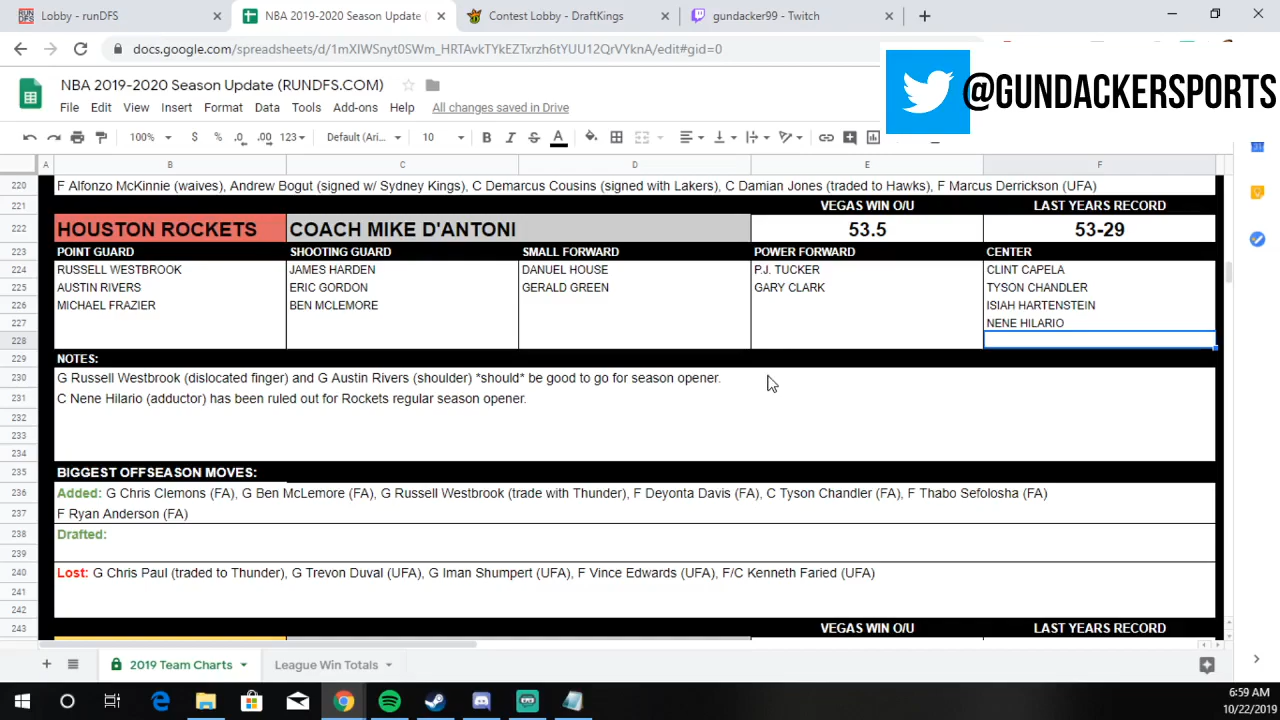 Lobby - runDFS
NBA 2019-2020 Season Update (
Contest Lobby - DraftKings
gundacker99 - Twitch
docs.google.com/spreadsheets/d/1mXIWSnyt0SWm_HRTAvkTYkEZTxrzh6tYUU12QrVYknA/edit#gid=0
@GUNDACKERSPORTS
NBA 2019-2020 Season Update (RUNDFS.COM)
File Edit View Insert Format Data Tools Add-ons Help All changes saved in Drive
100% $ % .0 .00 123 Default (Ari... 10 B I S A
A B C D E F
220 F Alfonzo McKinnie (waives), Andrew Bogut (signed w/ Sydney Kings), C Demarcus Cousins (signed with Lakers), C Damian Jones (traded to Hawks), F Marcus Derrickson (UFA)
221 VEGAS WIN O/U LAST YEARS RECORD
222 HOUSTON ROCKETS COACH MIKE D'ANTONI 53.5 53-29
223 POINT GUARD SHOOTING GUARD SMALL FORWARD POWER FORWARD CENTER
224 RUSSELL WESTBROOK JAMES HARDEN DANUEL HOUSE P.J. TUCKER CLINT CAPELA
225 AUSTIN RIVERS ERIC GORDON GERALD GREEN GARY CLARK TYSON CHANDLER
226 MICHAEL FRAZIER BEN MCLEMORE ISIAH HARTENSTEIN
227 NENE HILARIO
228
229 NOTES:
230 G Russell Westbrook (dislocated finger) and G Austin Rivers (shoulder) *should* be good to go for season opener.
231 C Nene Hilario (adductor) has been ruled out for Rockets regular season opener.
232
233
234
235 BIGGEST OFFSEASON MOVES:
236 Added: G Chris Clemons (FA), G Ben McLemore (FA), G Russell Westbrook (trade with Thunder), F Deyonta Davis (FA), C Tyson Chandler (FA), F Thabo Sefolosha (FA)
237 F Ryan Anderson (FA)
238 Drafted:
239
240 Lost: G Chris Paul (traded to Thunder), G Trevon Duval (UFA), G Iman Shumpert (UFA), F Vince Edwards (UFA), F/C Kenneth Faried (UFA)
241
242
243 VEGAS WIN O/U LAST YEARS RECORD
2019 Team Charts League Win Totals
6:59 AM
10/22/2019